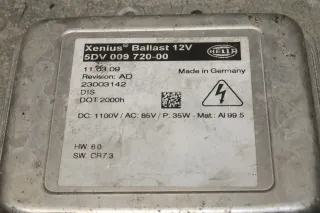 Xenius® Ballast 12V
5DV 009 720-00
HELLA
11.03.09
Made in Germany
Revision: AD
23003142
D1S
DOT 2000h
DC: 1100V / AC: 85V / P: 35W - Mat.: Al 99.5
HW: 6.0
SW: CR7.3